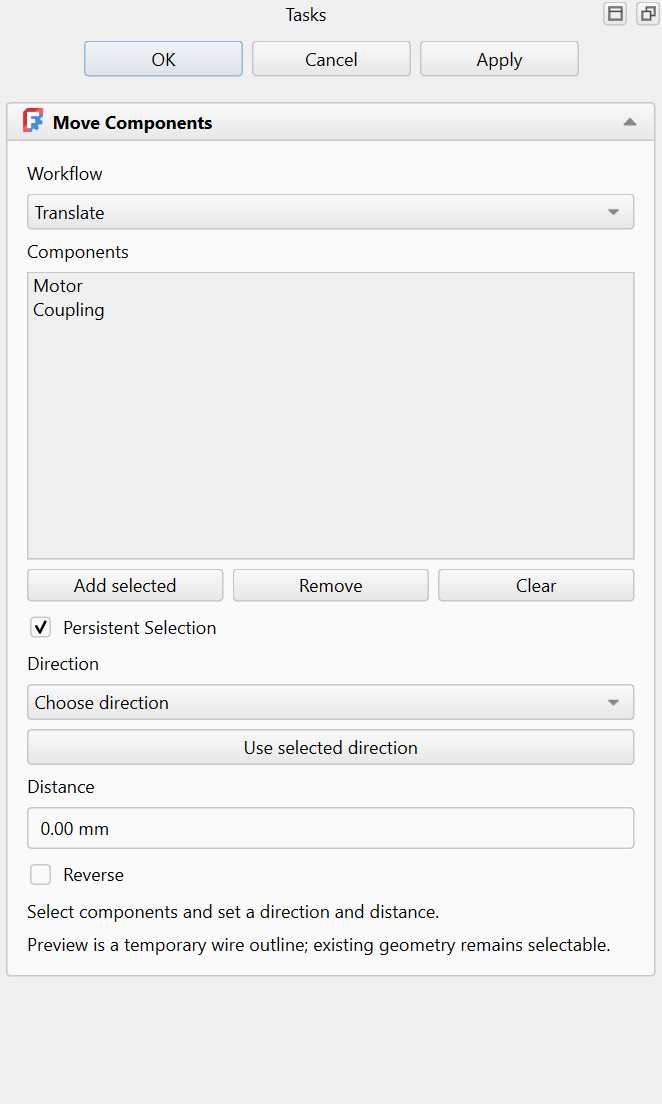 Tasks
OK Cancel Apply
Move Components
Workflow
Translate
Components
Motor
Coupling
Add selected Remove Clear
Persistent Selection
Direction
Choose direction
Use selected direction
Distance
0.00 mm
Reverse
Select components and set a direction and distance.
Preview is a temporary wire outline; existing geometry remains selectable.